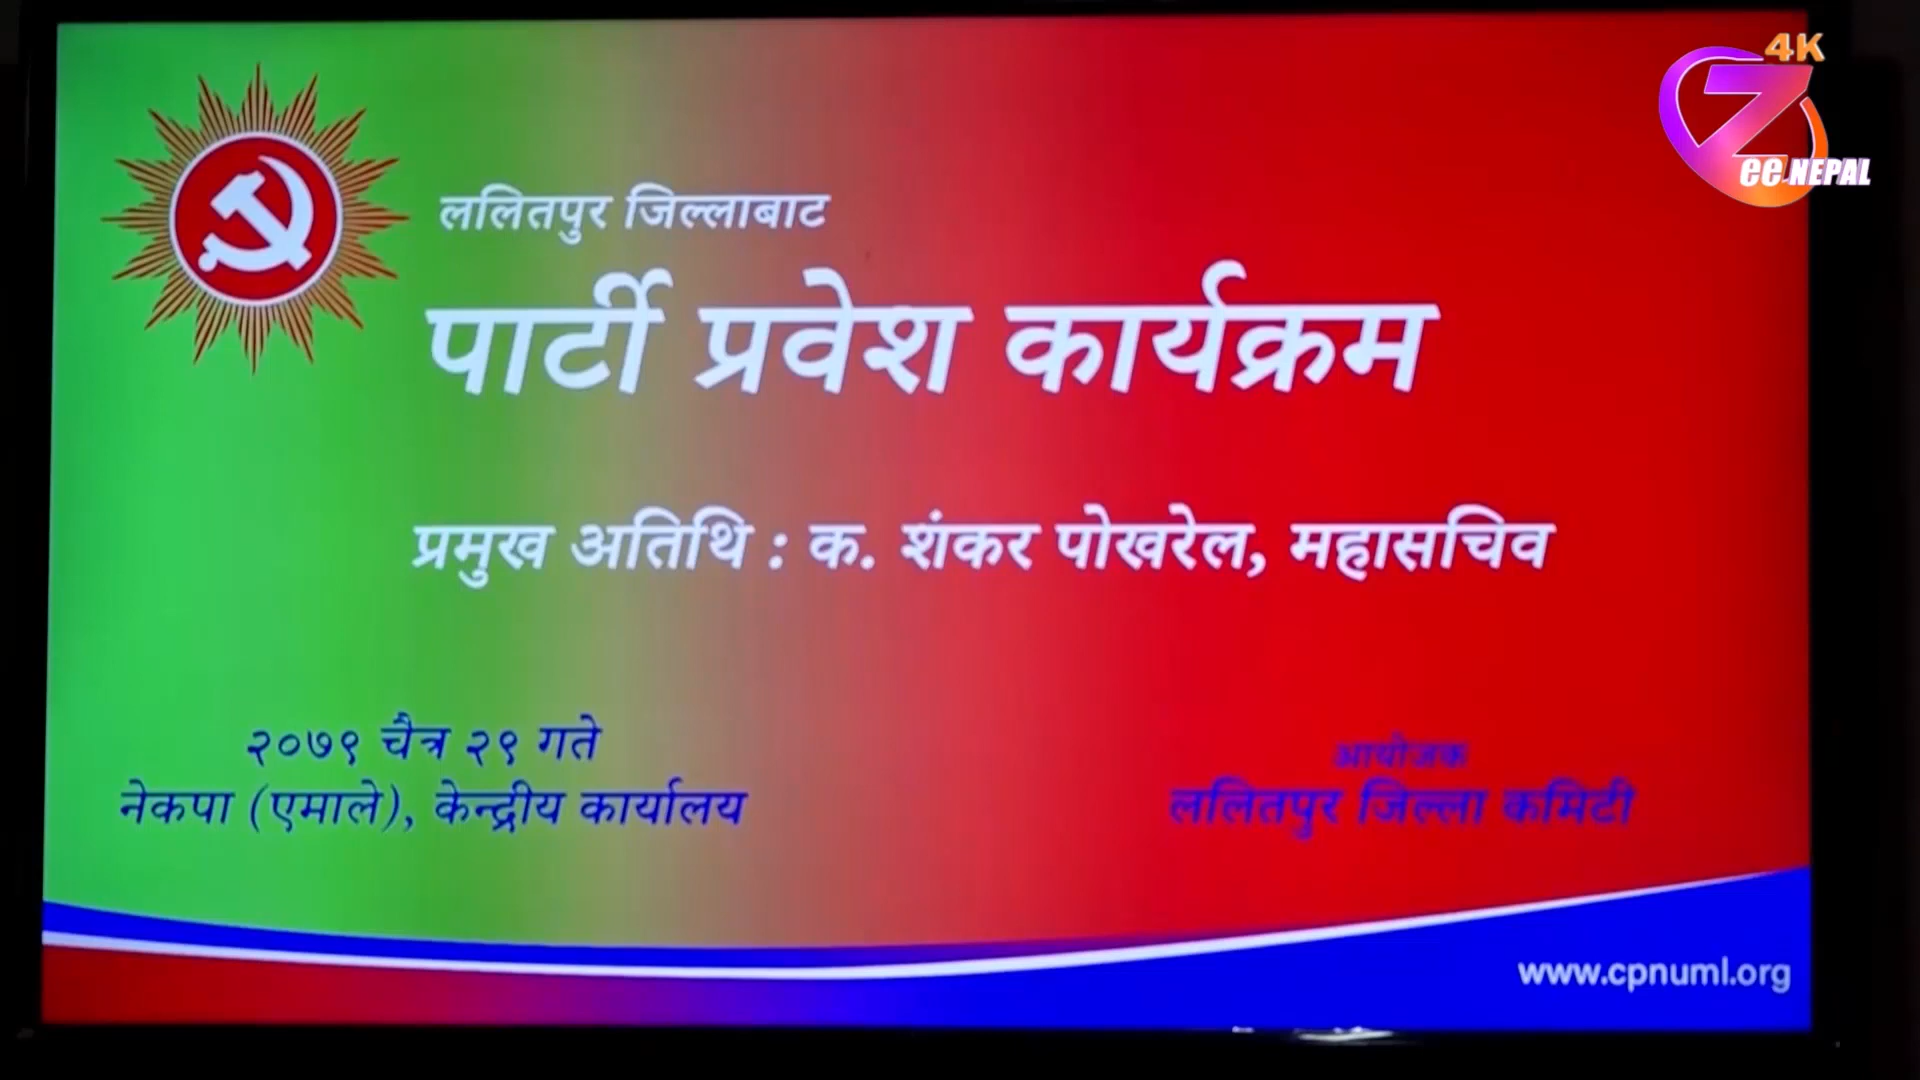 4K
Zee NEPAL
ललितपुर जिल्लाबाट
पार्टी प्रवेश कार्यक्रम
प्रमुख अतिथि : क. शंकर पोखरेल, महासचिव
२०७९ चैत्र २९ गते
नेकपा (एमाले), केन्द्रीय कार्यालय
आयोजक
ललितपुर जिल्ला कमिटी
www.cpnuml.org